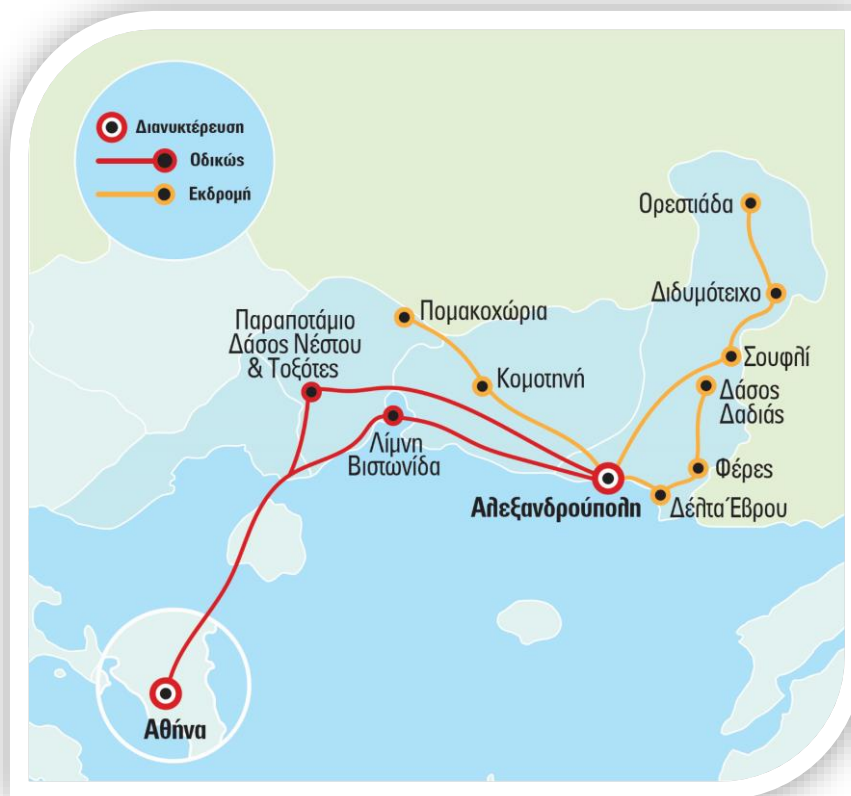 Διανυκτέρευση
Οδικώς
Εκδρομή
Ορεστιάδα
Διδυμότειχο
Παραποτάμιο
Δάσος Νέστου
& Τοξότες
Πομακοχώρια
Κομοτηνή
Σουφλί
Δάσος
Δαδιάς
Λίμνη
Βιστωνίδα
Φέρες
Αλεξανδρούπολη
Δέλτα Έβρου
Αθήνα